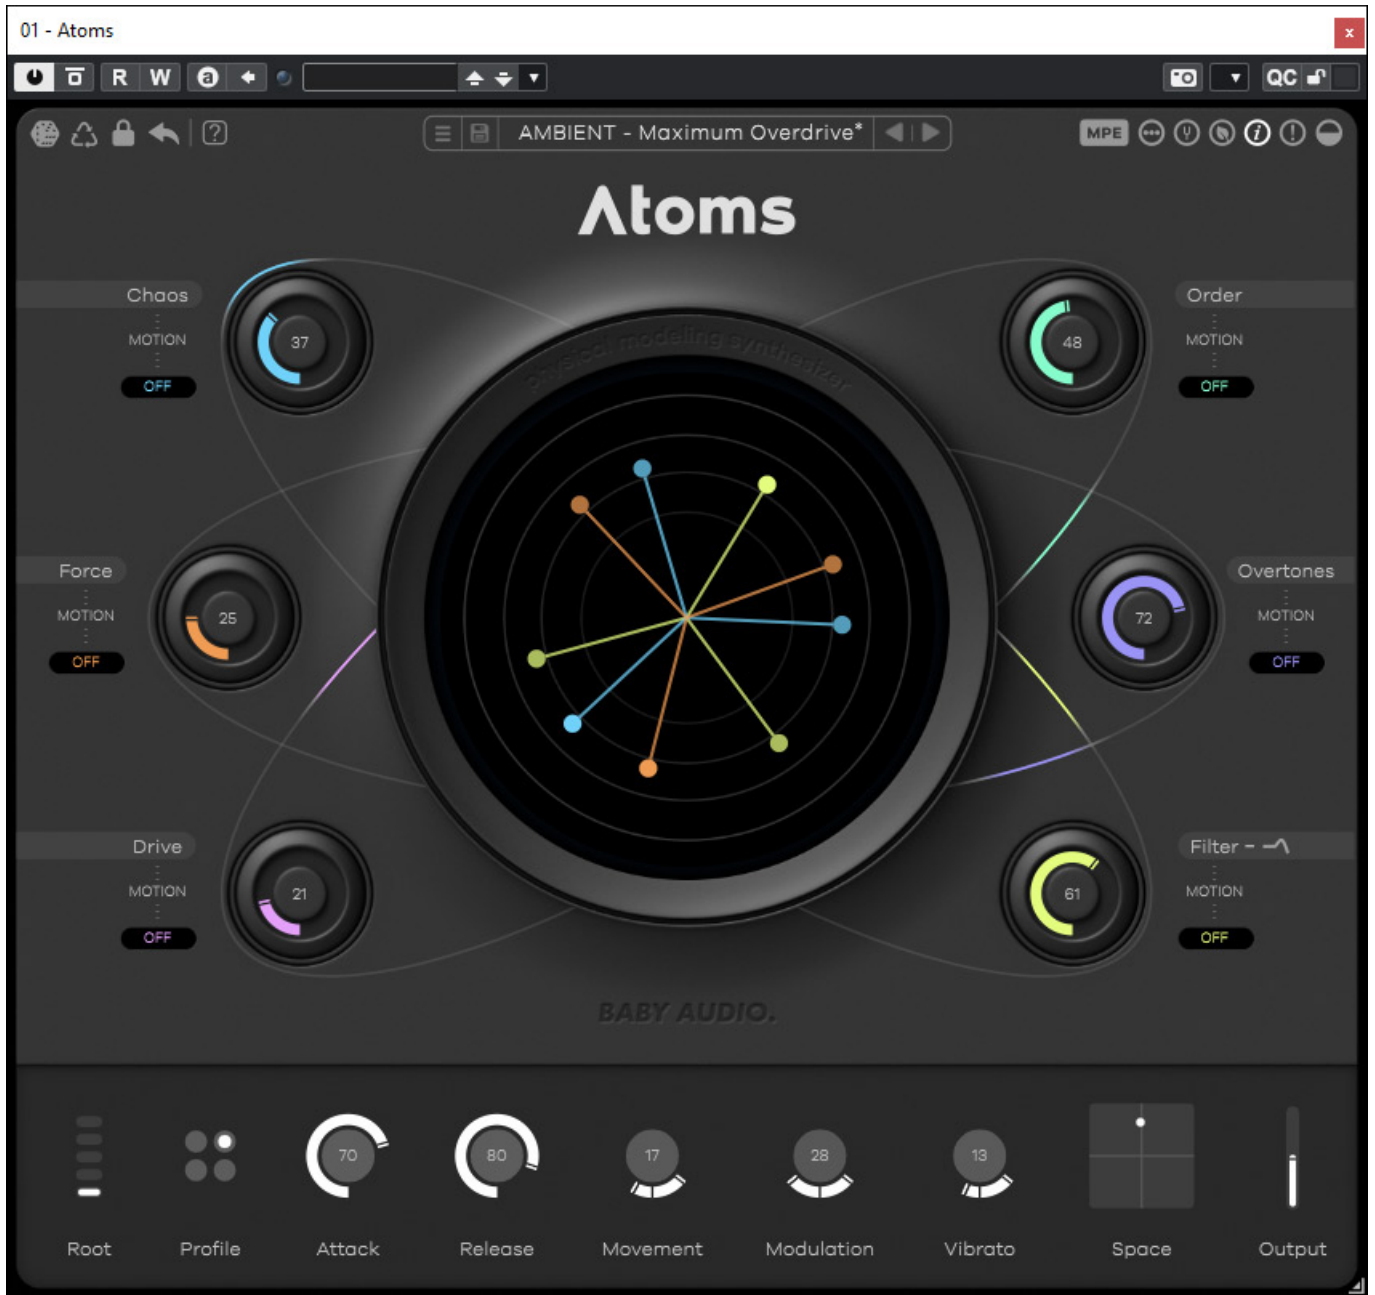 01 - Atoms
x
R W a QC
? AMBIENT - Maximum Overdrive* MPE i !
Atoms
physical modeling synthesizer
Chaos
MOTION
OFF
37
Order
MOTION
OFF
48
Force
MOTION
OFF
25
Overtones
MOTION
OFF
72
Drive
MOTION
OFF
21
Filter -
MOTION
OFF
61
BABY AUDIO.
70 80 17 28 13
Root Profile Attack Release Movement Modulation Vibrato Space Output